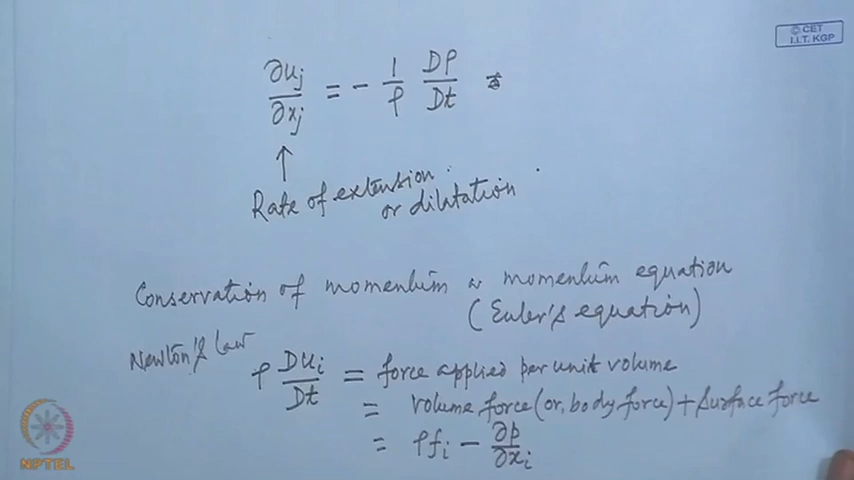 © CET
I.I.T. KGP
∂uj/∂xj = - 1/ρ Dρ/Dt
↑
Rate of extension
or dilatation
Conservation of momentum or momentum equation
(Euler's equation)
Newton's law
ρ Dui/Dt = force applied per unit volume
= volume force (or, body force) + surface force
= ρfi - ∂p/∂xi
NPTEL